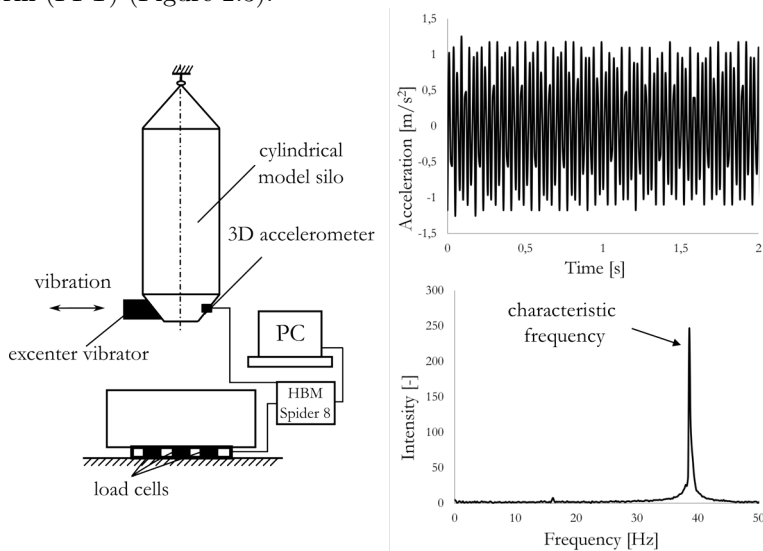 (Figure
cylindrical
model silo
3D accelerometer
vibration
excenter vibrator
PC
HBM
Spider 8
load cells
1,5
1
0,5
0
-0,5
-1
-1,5
Acceleration [m/s²]
0 0,5 1 1,5 2
Time [s]
300
250
200
150
100
50
0
Intensity [-]
characteristic
frequency
0 10 20 30 40 50
Frequency [Hz]